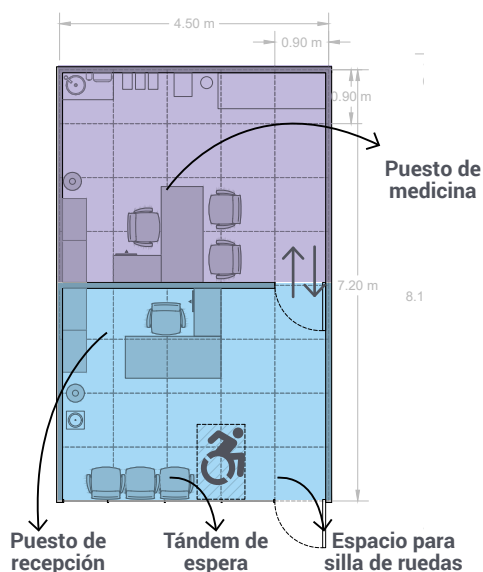 4.50 m
0.90 m
0.90 m
Puesto de
medicina
7.20 m
8.1
Puesto de
recepción
Tándem de
espera
Espacio para
silla de ruedas